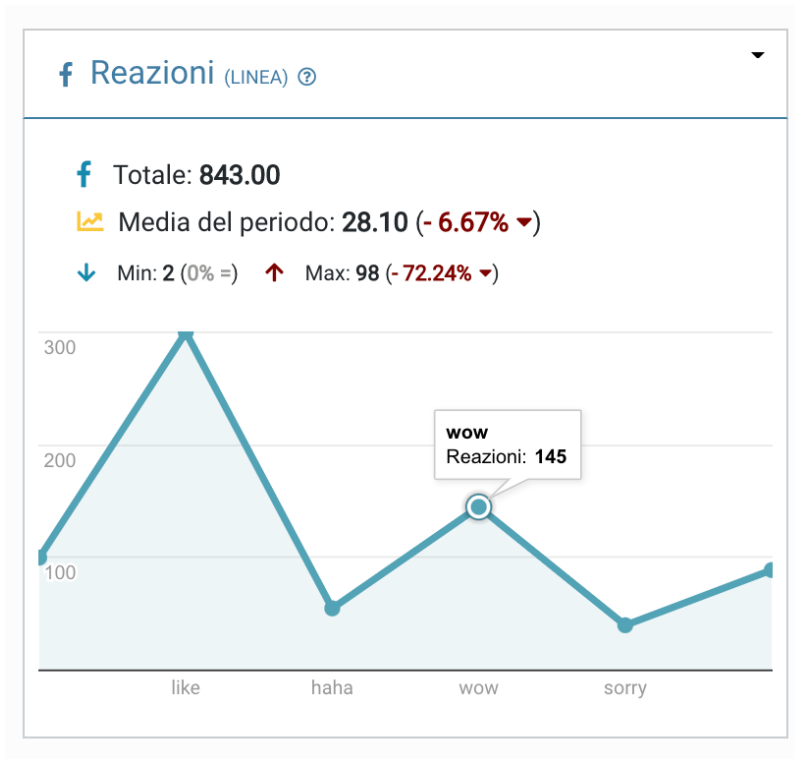 Reazioni (LINEA) ?
Totale: 843.00
Media del periodo: 28.10 (- 6.67% )
Min: 2 (0% =) Max: 98 (- 72.24% )
300
200
100
wow
Reazioni: 145
like haha wow sorry